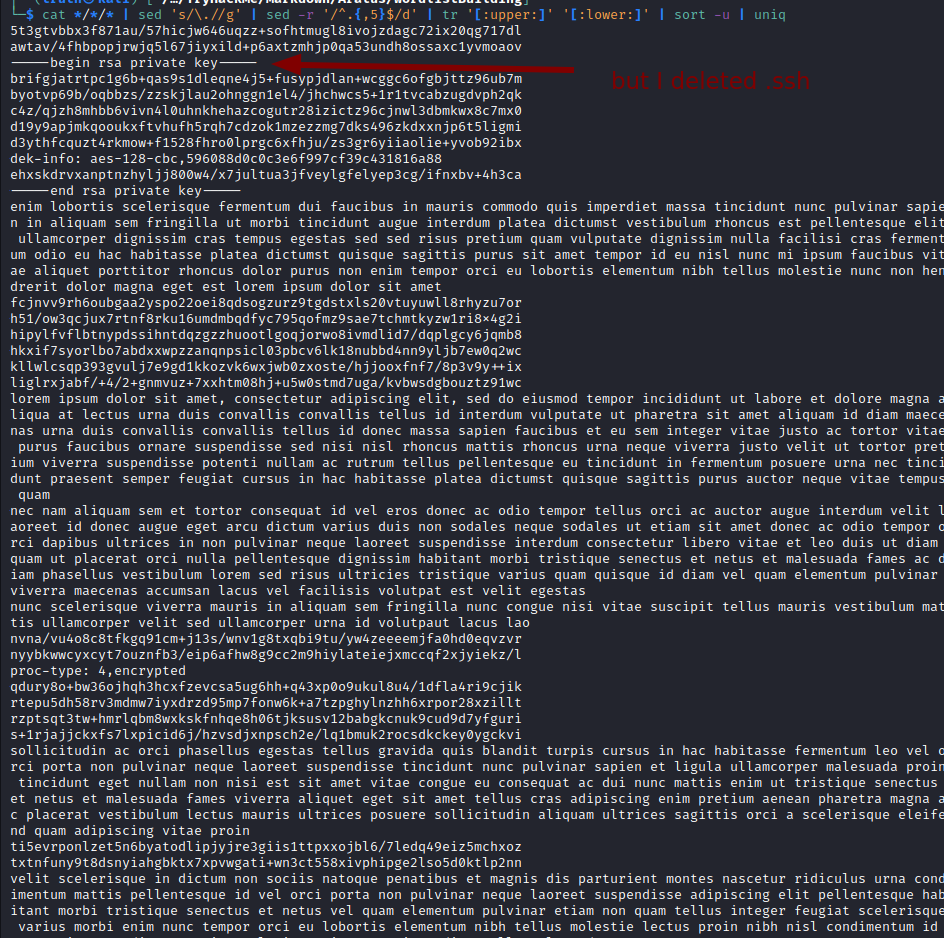 └─$ cat */*/* | sed 's/\.//g' | sed -r '/^.{,5}$/d' | tr '[:upper:]' '[:lower:]' | sort -u | uniq
5t3gtvbbx3f871au/57hicjw646uqzz+sofhtmugl8ivojzdagc72ix20qg717dl
awtav/4fhbpopjrwjq5l67jiyxild+p6axtzmhjp0qa53undh8ossaxc1yvmoaov
-----begin rsa private key-----
but I deleted .ssh
brifgjatrtpc1g6b+qas9s1dleqne4j5+fusypjdlan+wcggc6ofgbjttz96ub7m
byotvp69b/oqbbzs/zzskjlau2ohnggn1el4/jhchwcs5+1r1tvcabzugdvph2qk
c4z/qjzh8mhbb6vivn4l0uhnkhehazcogutr28izictz96cjnwl3dbmkwx8c7mx0
d19y9apjmkqooukxftvhufh5rqh7cdzok1mzezzmg7dks496zkdxxnjp6t5ligmi
d3ythfcquzt4rkmow+f1528fhro0lprgc6xfhju/zs3gr6yiiaolie+yvob92ibx
dek-info: aes-128-cbc,596088d0c0c3e6f997cf39c431816a88
ehxskdrvxanptnzhyljj800w4/x7jultua3jfveylgfelyep3cg/ifnxbv+4h3ca
-----end rsa private key-----
enim lobortis scelerisque fermentum dui faucibus in mauris commodo quis imperdiet massa tincidunt nunc pulvinar sapie
n in aliquam sem fringilla ut morbi tincidunt augue interdum platea dictumst vestibulum rhoncus est pellentesque elit
ullamcorper dignissim cras tempus egestas sed sed risus pretium quam vulputate dignissim nulla facilisi cras ferment
um odio eu hac habitasse platea dictumst quisque sagittis purus sit amet tempor id eu nisl nunc mi ipsum faucibus vit
ae aliquet porttitor rhoncus dolor purus non enim tempor orci eu lobortis elementum nibh tellus molestie nunc non hen
drerit dolor magna eget est lorem ipsum dolor sit amet
fcjnvv9rh6oubgaa2yspo22oei8qdsogzurz9tgdstxls20vtuyuwll8rhyzu7or
h51/ow3qcjux7rtnf8rku16umdmbqdfyc795qofmz9sae7tchmtkyzw1ri8×4g2i
hipylfvflbtnypdssihntdqzgzzhuootlgoqjorwo8ivmdlid7/dqplgcy6jqmb8
hkxif7syorlbo7abdxxwpzzanqnpsicl03pbcv6lk18nubbd4nn9yljb7ew0q2wc
kllwlcsqp393gvulj7e9gd1kkozvk6wxjwb0zxoste/hjjooxfnf7/8p3v9y++ix
liglrxjabf/+4/2+gnmvuz+7xxhtm08hj+u5w0stmd7uga/kvbwsdgbouztz91wc
lorem ipsum dolor sit amet, consectetur adipiscing elit, sed do eiusmod tempor incididunt ut labore et dolore magna a
liqua at lectus urna duis convallis convallis tellus id interdum vulputate ut pharetra sit amet aliquam id diam maece
nas urna duis convallis convallis tellus id donec massa sapien faucibus et eu sem integer vitae justo ac tortor vitae
purus faucibus ornare suspendisse sed nisi nisl rhoncus mattis rhoncus urna neque viverra justo velit ut tortor pret
ium viverra suspendisse potenti nullam ac rutrum tellus pellentesque eu tincidunt in fermentum posuere urna nec tinci
dunt praesent semper feugiat cursus in hac habitasse platea dictumst quisque sagittis purus auctor neque vitae tempus
quam
nec nam aliquam sem et tortor consequat id vel eros donec ac odio tempor tellus orci ac auctor augue interdum velit l
aoreet id donec augue eget arcu dictum varius duis non sodales neque sodales ut etiam sit amet donec ac odio tempor o
rci dapibus ultrices in non pulvinar neque laoreet suspendisse interdum consectetur libero vitae et leo duis ut diam
quam ut placerat orci nulla pellentesque dignissim habitant morbi tristique senectus et netus et malesuada fames ac d
iam phasellus vestibulum lorem sed risus ultricies tristique varius quam quisque id diam vel quam elementum pulvinar
viverra maecenas accumsan lacus vel facilisis volutpat est velit egestas
nunc scelerisque viverra mauris in aliquam sem fringilla nunc congue nisi vitae suscipit tellus mauris vestibulum mat
tis ullamcorper velit sed ullamcorper urna id volutpaut lacus lao
nvna/vu4o8c8tfkgq91cm+j13s/wnv1g8txqbi9tu/yw4zeeeemjfa0hd0eqvzvr
nyybkwwcyxcyt7ouznfb3/eip6afhw8g9cc2m9hiylateiejxmccqf2xjyiekz/l
proc-type: 4,encrypted
qdury8o+bw36ojhqh3hcxfzevcsa5ug6hh+q43xp0o9ukul8u4/1dfla4ri9cjik
rtepu5dh58rv3mdmw7iyxdrzd95mp7fonw6k+a7tzpghylnzhh6xrpor28xzillt
rzptsqt3tw+hmrlqbm8wxkskfnhqe8h06tjksusv12babgkcnuk9cud9d7yfguri
s+1rjajjckxfs7lxpicid6j/hzvsdjxnpsch2e/lq1bmuk2rocsdkckey0ygckvi
sollicitudin ac orci phasellus egestas tellus gravida quis blandit turpis cursus in hac habitasse fermentum leo vel o
rci porta non pulvinar neque laoreet suspendisse tincidunt nunc pulvinar sapien et ligula ullamcorper malesuada proin
tincidunt eget nullam non nisi est sit amet vitae congue eu consequat ac dui nunc mattis enim ut tristique senectus
et netus et malesuada fames viverra aliquet eget sit amet tellus cras adipiscing enim pretium aenean pharetra magna a
c placerat vestibulum lectus mauris ultrices posuere sollicitudin aliquam ultrices sagittis orci a scelerisque eleife
nd quam adipiscing vitae proin
ti5evrponlzet5n6byatodlipjyjre3giis1ttpxxojbl6/7ledq49eiz5mchxoz
txtnfuny9t8dsnyiahgbktx7xpvwgati+wn3ct558xivphipge2lso5d0ktlp2nn
velit scelerisque in dictum non sociis natoque penatibus et magnis dis parturient montes nascetur ridiculus urna cond
imentum mattis pellentesque id vel orci porta non pulvinar neque laoreet suspendisse adipiscing elit pellentesque hab
itant morbi tristique senectus et netus vel quam elementum pulvinar etiam non quam tellus integer feugiat scelerisque
varius morbi enim nunc tempor orci eu lobortis elementum nibh tellus molestie lectus proin nibh nisl condimentum id